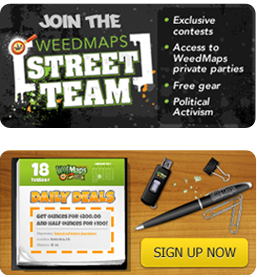 JOIN THE
WEEDMAPS
STREET
TEAM
• Exclusive
contests
• Access to
WeedMaps
private parties
• Free gear
• Political
Activism
18
TUESDAY
WeedMaps
DAILY DEALS
GET OUNCES FOR $200.00
AND HALF OUNCES FOR $100!
SIGN UP NOW